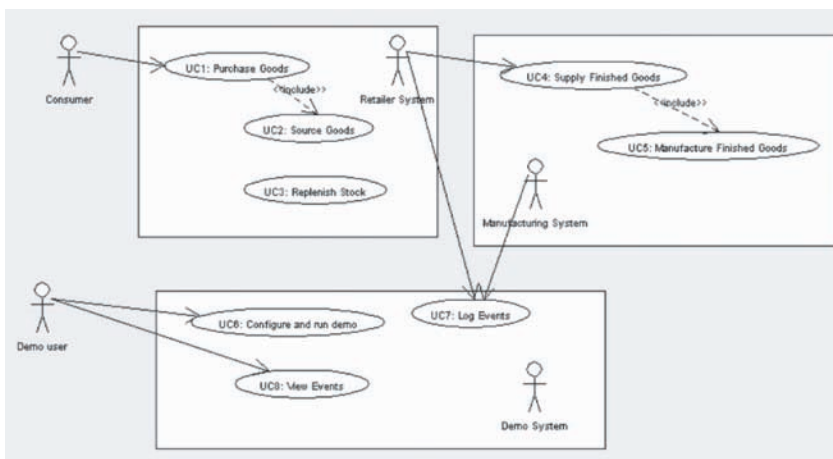 UC1: Purchase Goods
<<include>>
Consumer
Retailer System
UC2: Source Goods
UC3: Replenish Stock
UC4: Supply Finished Goods
<<include>>
UC5: Manufacture Finished Goods
Manufacturing System
Demo user
UC6: Configure and run demo
UC7: Log Events
UC8: View Events
Demo System